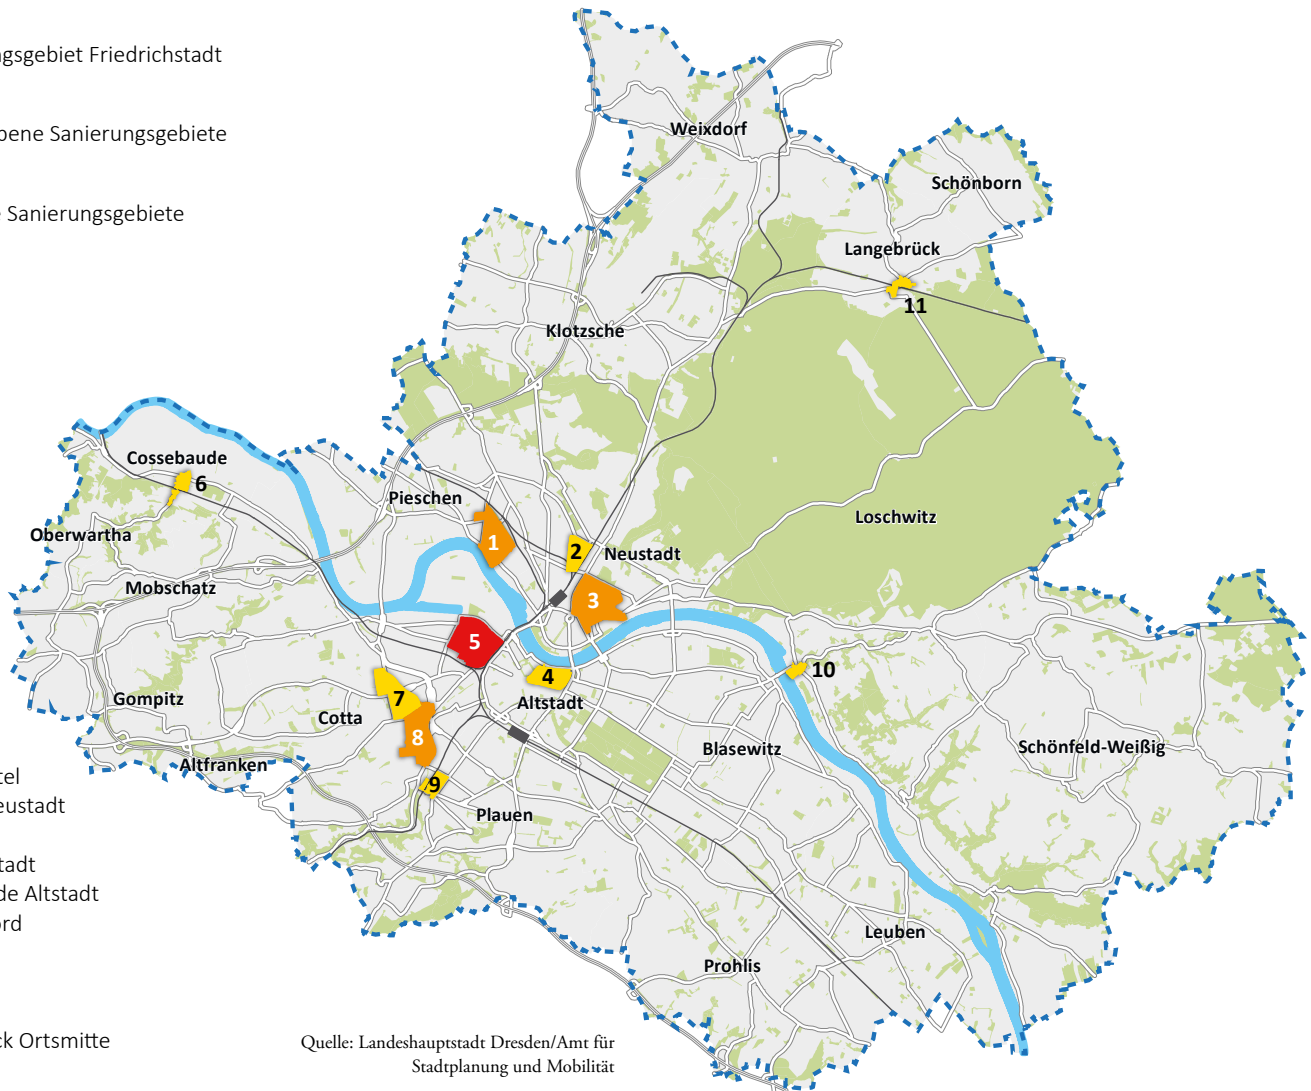 ngsgebiet Friedrichstadt
bene Sanierungsgebiete
e Sanierungsgebiete
Weixdorf
Schönborn
Langebrück
11
Klotzsche
Cossebaude
6
Pieschen
Loschwitz
Oberwartha
1
2
Neustadt
Mobschatz
3
5
10
4
Gompitz
7
Altstadt
Cotta
8
Blasewitz
Schönfeld-Weißig
Altfranken
9
Plauen
Leuben
Prohlis
tel
eustadt
tadt
de Altstadt
ord
ck Ortsmitte
Quelle: Landeshauptstadt Dresden/Amt für
Stadtplanung und Mobilität